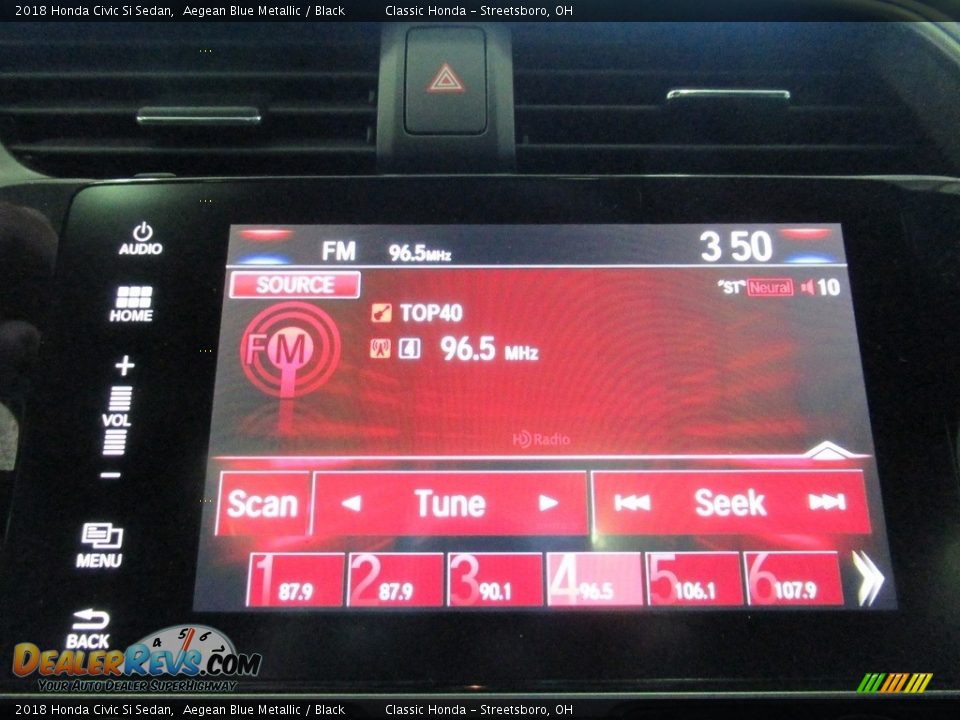 2018 Honda Civic Si Sedan, Aegean Blue Metallic / Black Classic Honda - Streetsboro, OH
AUDIO
HOME
+
VOL
-
MENU
BACK
FM 96.5MHz 3 50
SOURCE
"ST" Neural 10
FM
TOP40
4 96.5 MHz
HD Radio
Scan Tune Seek
1 87.9 2 87.9 3 90.1 4 96.5 5 106.1 6 107.9
4 5 6
DEALERREVS.COM
YOUR AUTO DEALER SUPERHIGHWAY
2018 Honda Civic Si Sedan, Aegean Blue Metallic / Black Classic Honda - Streetsboro, OH